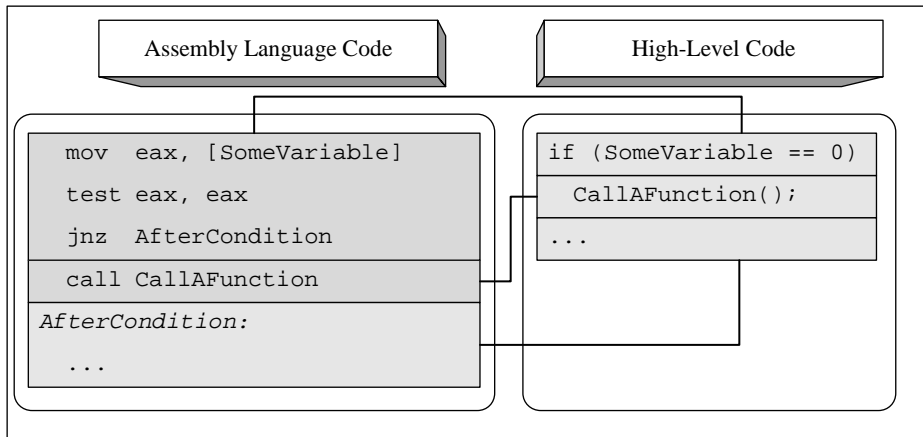 Assembly Language Code
High-Level Code
mov eax, [SomeVariable]
test eax, eax
jnz AfterCondition
call CallAFunction
AfterCondition:
...
if (SomeVariable == 0)
CallAFunction();
...